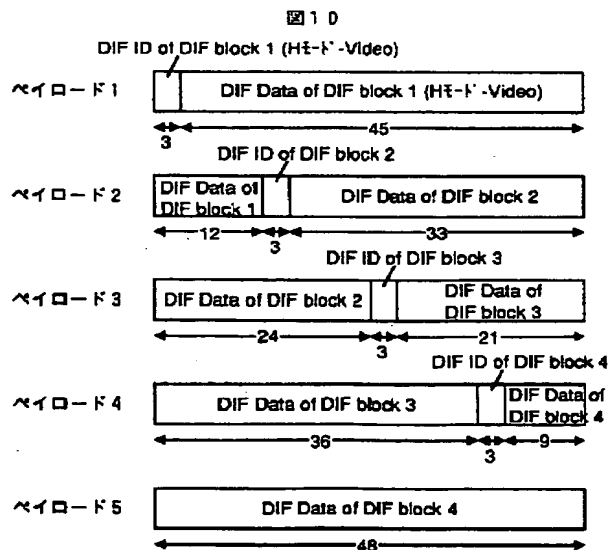 図1 D
DIF ID of DIF block 1 (Hモード-Video)
ペイロード1
DIF Data of DIF block 1 (Hモード-Video)
3
45
DIF ID of DIF block 2
ペイロード2
DIF Data of
DIF block 1
DIF Data of DIF block 2
12
3
33
DIF ID of DIF block 3
ペイロード3
DIF Data of DIF block 2
DIF Data of
DIF block 3
24
3
21
DIF ID of DIF block 4
ペイロード4
DIF Data of DIF block 3
DIF Data of
DIF block 4
36
3
9
ペイロード5
DIF Data of DIF block 4
48